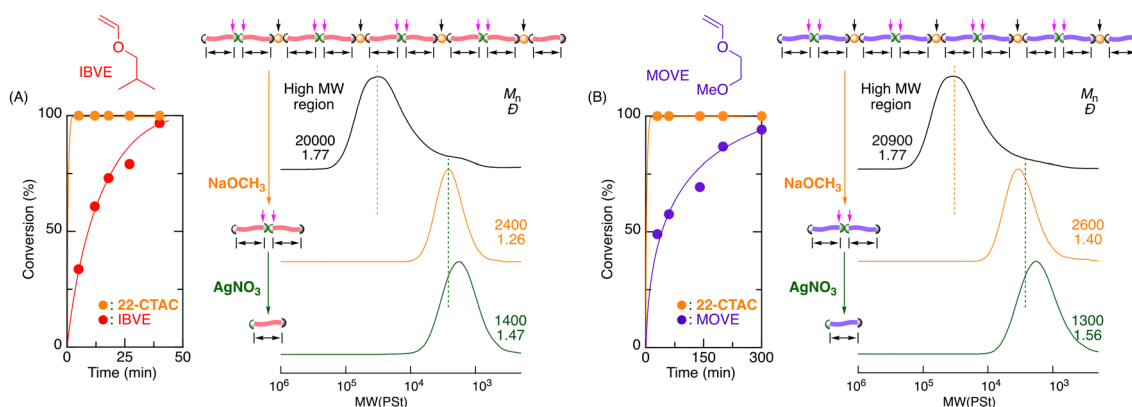 IBVE
(A)
Conversion (%)
100
50
0
0
25
50
Time (min)
: 22-CTAC
: IBVE
High MW
region
Mn
Đ
20000
1.77
NaOCH3
2400
1.26
AgNO3
1400
1.47
10^6
10^5
10^4
10^3
MW(PSt)
MOVE
MeO
O
O
(B)
Conversion (%)
100
50
0
0
150
300
Time (min)
: 22-CTAC
: MOVE
High MW
region
Mn
Đ
20900
1.77
NaOCH3
2600
1.40
AgNO3
1300
1.56
10^6
10^5
10^4
10^3
MW(PSt)